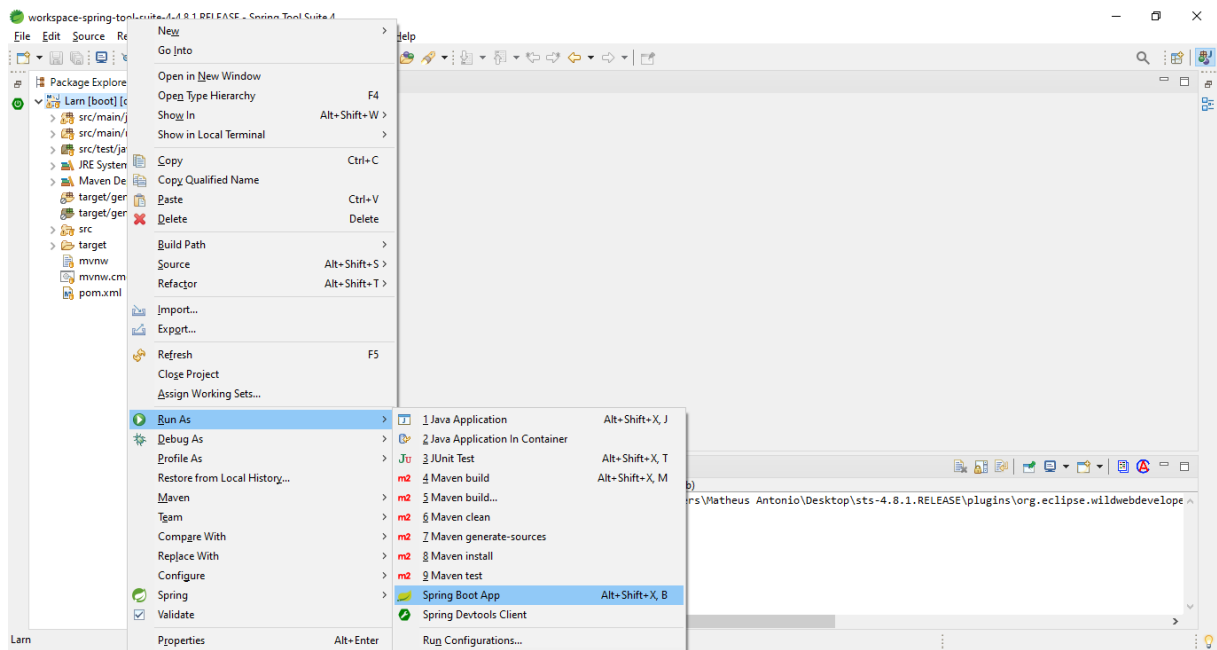 workspace-spring-tool-suite-4-4.8.1.RELEASE - Spring Tool Suite 4
File Edit Source Re Help
Package Explore
Larn [boot] [d
src/main/j
src/main/r
src/test/ja
JRE System
Maven De
target/ger
target/ger
src
target
mvnw
mvnw.cm
pom.xml
New
Go Into
Open in New Window
Open Type Hierarchy F4
Show In Alt+Shift+W >
Show in Local Terminal
Copy Ctrl+C
Copy Qualified Name
Paste Ctrl+V
Delete Delete
Build Path
Source Alt+Shift+S >
Refactor Alt+Shift+T >
Import...
Export...
Refresh F5
Close Project
Assign Working Sets...
Run As
Debug As
Profile As
Restore from Local History...
Maven
Team
Compare With
Replace With
Configure
Spring
Validate
Properties Alt+Enter
1 Java Application Alt+Shift+X, J
2 Java Application In Container
Ju 3 JUnit Test Alt+Shift+X, T
m2 4 Maven build Alt+Shift+X, M
m2 5 Maven build...
m2 6 Maven clean
m2 7 Maven generate-sources
m2 8 Maven install
m2 9 Maven test
Spring Boot App Alt+Shift+X, B
Spring Devtools Client
Run Configurations...
b)
rs\Matheus Antonio\Desktop\sts-4.8.1.RELEASE\plugins\org.eclipse.wildwebdevelope
Larn